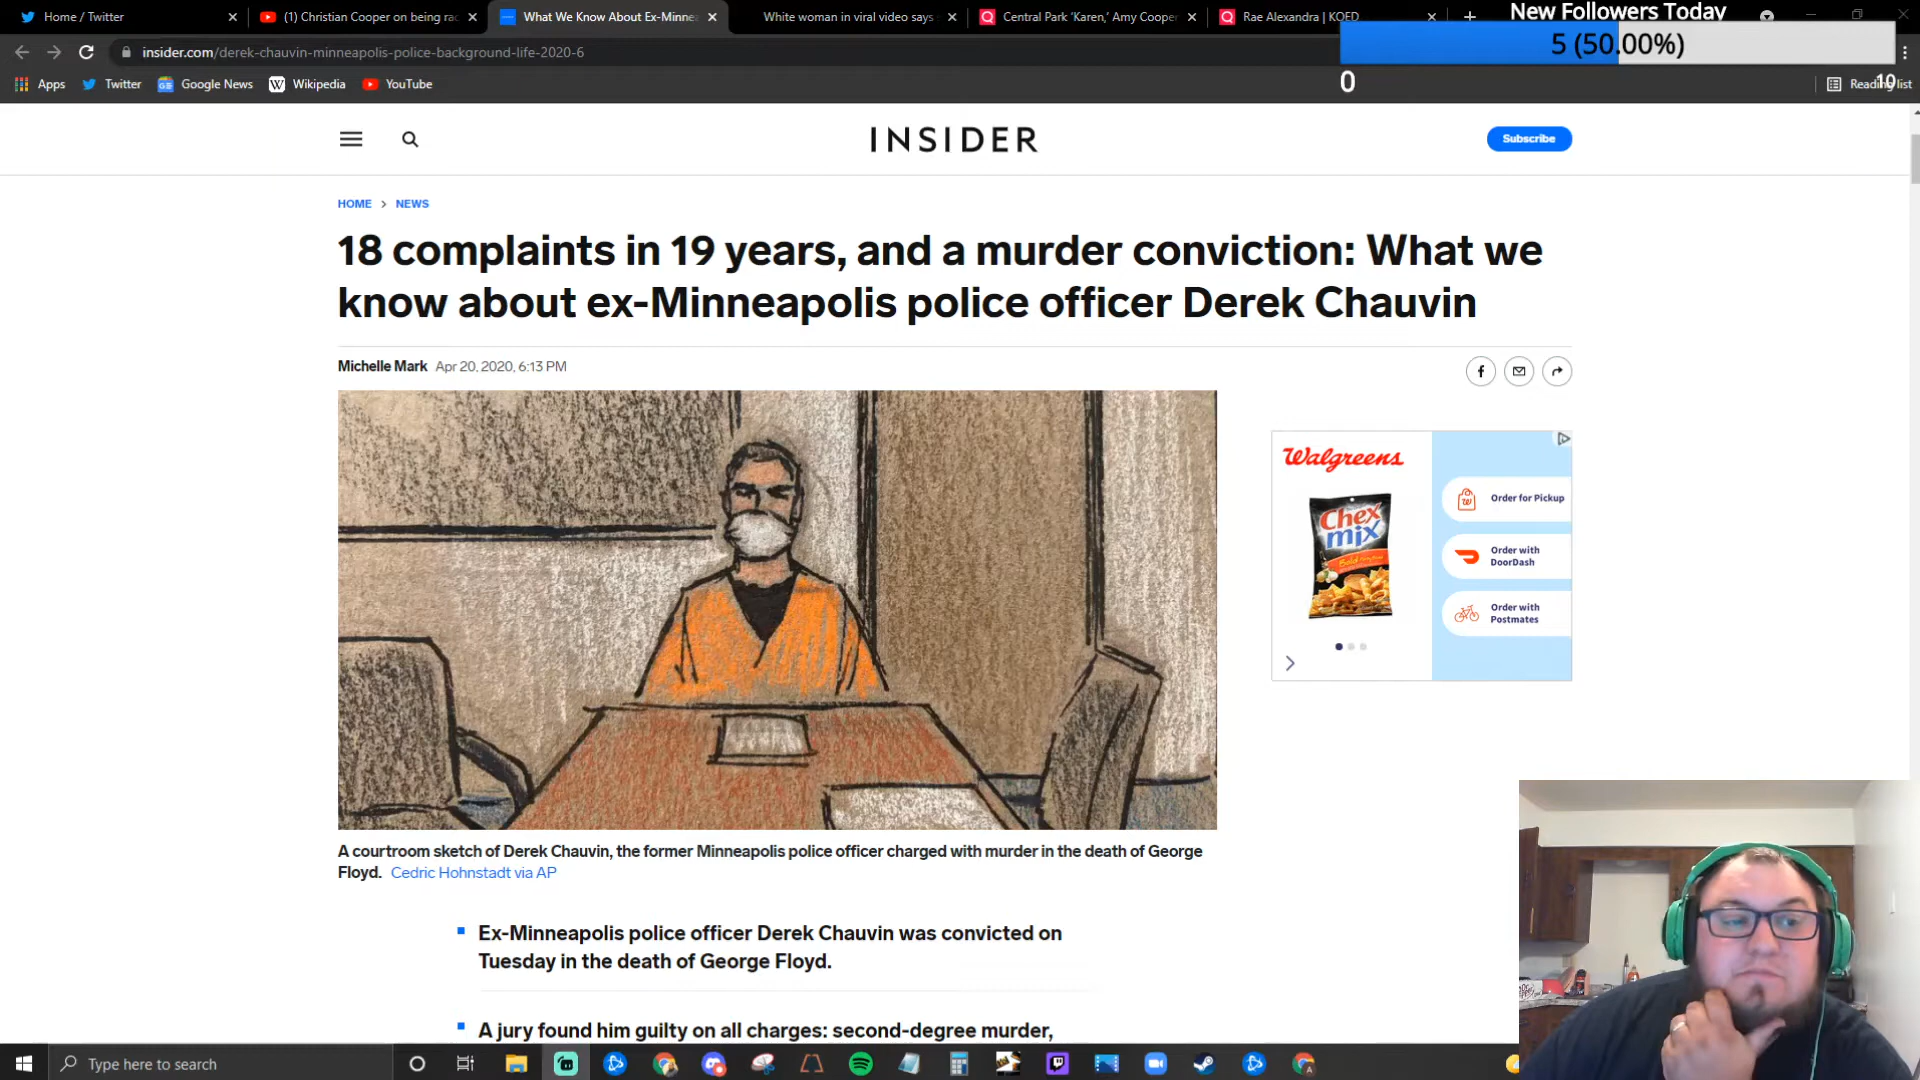 Home / Twitter
(1) Christian Cooper on being rac
What We Know About Ex-Minnea
White woman in viral video says
Central Park 'Karen,' Amy Cooper
Rae Alexandra | KQED
New Followers Today
insider.com/derek-chauvin-minneapolis-police-background-life-2020-6
5 (50.00%)
0
10
Apps
Twitter
Google News
Wikipedia
YouTube
Reading list
INSIDER
Subscribe
HOME > NEWS
18 complaints in 19 years, and a murder conviction: What we
know about ex-Minneapolis police officer Derek Chauvin
Michelle Mark Apr 20, 2020, 6:13 PM
Walgreens
Chex
mix
Order for Pickup
Order with
DoorDash
Order with
Postmates
A courtroom sketch of Derek Chauvin, the former Minneapolis police officer charged with murder in the death of George
Floyd. Cedric Hohnstadt via AP
Ex-Minneapolis police officer Derek Chauvin was convicted on
Tuesday in the death of George Floyd.
A jury found him guilty on all charges: second-degree murder,
Type here to search